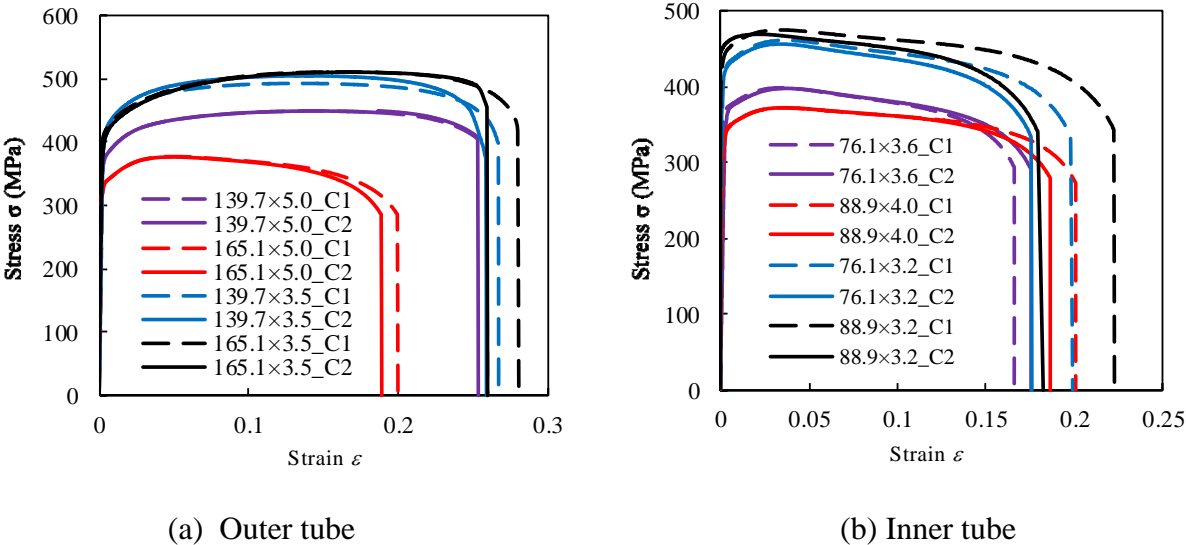 600
500
400
300
200
100
0
0
0.1
0.2
0.3
Stress σ (MPa)
Strain ε
139.7×5.0_C1
139.7×5.0_C2
165.1×5.0_C1
165.1×5.0_C2
139.7×3.5_C1
139.7×3.5_C2
165.1×3.5_C1
165.1×3.5_C2
(a) Outer tube
500
400
300
200
100
0
0
0.05
0.1
0.15
0.2
0.25
Stress σ (MPa)
Strain ε
76.1×3.6_C1
76.1×3.6_C2
88.9×4.0_C1
88.9×4.0_C2
76.1×3.2_C1
76.1×3.2_C2
88.9×3.2_C1
88.9×3.2_C2
(b) Inner tube